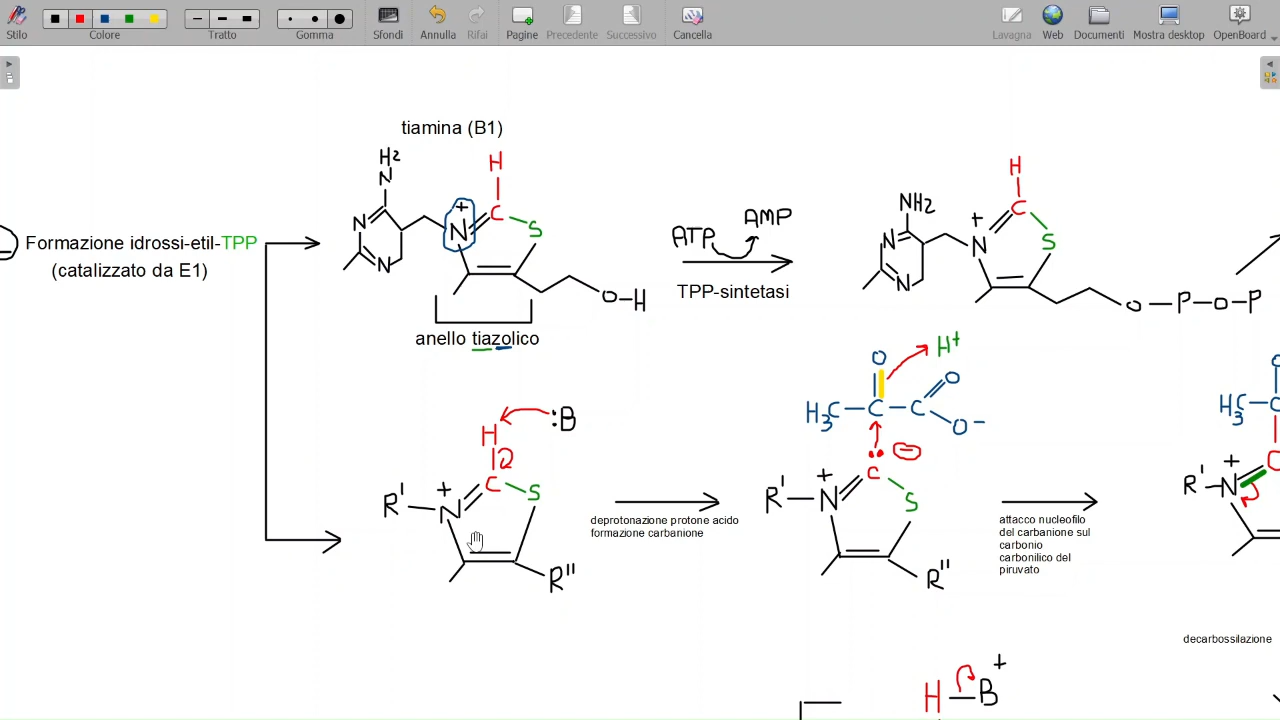 Stilo
Colore
Tratto
Gomma
Sfondi
Annulla
Rifai
Pagine
Precedente
Successivo
Cancella
Lavagna
Web
Documenti
Mostra desktop
OpenBoard
Formazione idrossi-etil-TPP
(catalizzato da E1)
tiamina (B1)
H2
N
N
N
+
N
H
C
S
O-H
anello tiazolico
ATP
AMP
TPP-sintetasi
NH2
N
N
+
N
H
C
S
O-P-O-P
:B
H
C
S
+
N
R'
R''
deprotonazione protone acido
formazione carbanione
O
H+
O
H3C-C-C
O-
-
C
+
R'-N
S
R''
attacco nucleofilo
del carbanione sul
carbonio
carbonilico del
piruvato
O
H3C-C
+
C
R'-N
decarbossilazione
+
H-B